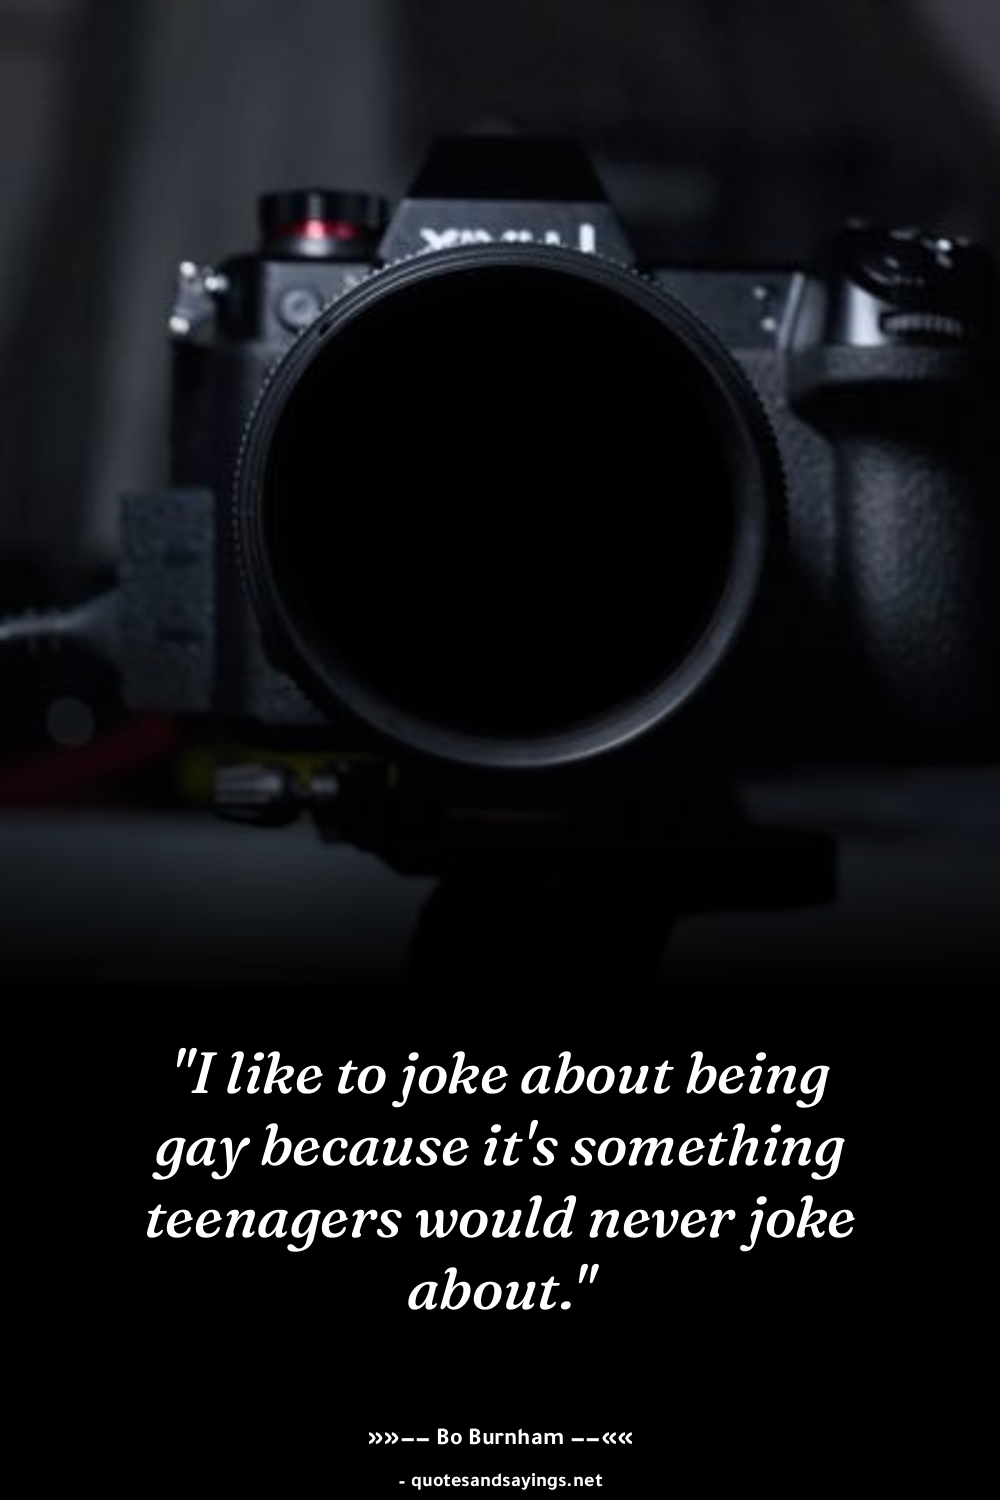 "I like to joke about being
gay because it's something
teenagers would never joke
about."
»»—— Bo Burnham ——««
- quotesandsayings.net